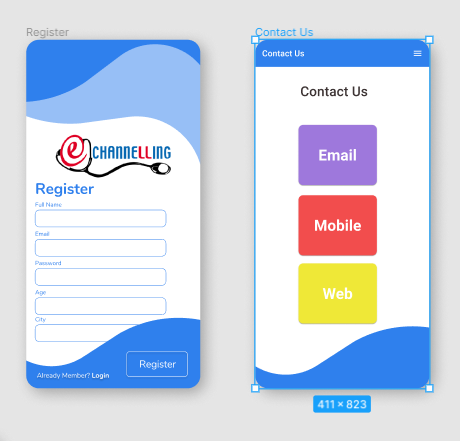 Register
e CHANNELLING
Register
Full Name
Email
Password
Age
City
Register
Already Member? Login
Contact Us
Contact Us
Contact Us
Email
Mobile
Web
411 × 823